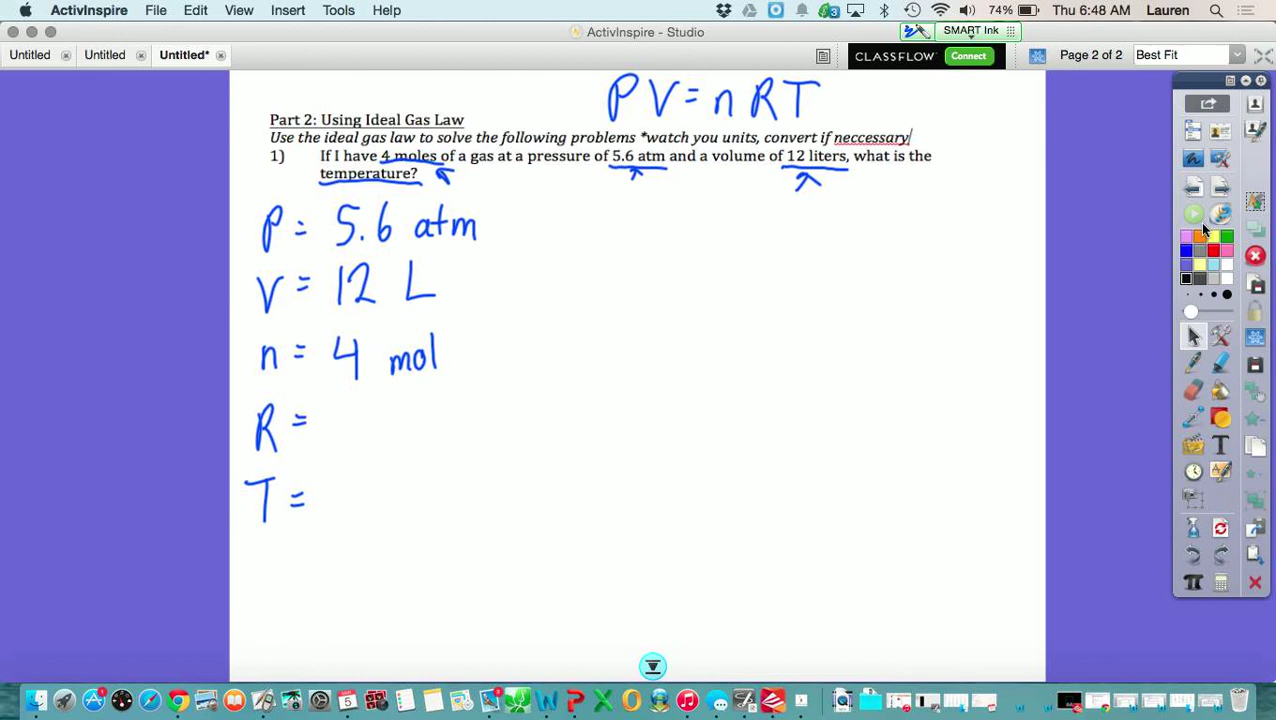 ActivInspire File Edit View Insert Tools Help 3 74% Thu 6:48 AM Lauren
ActivInspire - Studio SMART Ink
Untitled Untitled Untitled* CLASSFLOW Connect Page 2 of 2 Best Fit
PV = nRT
Part 2: Using Ideal Gas Law
Use the ideal gas law to solve the following problems *watch you units, convert if neccessary
1) If I have 4 moles of a gas at a pressure of 5.6 atm and a volume of 12 liters, what is the
temperature?
P = 5.6 atm
V = 12 L
n = 4 mol
R =
T =